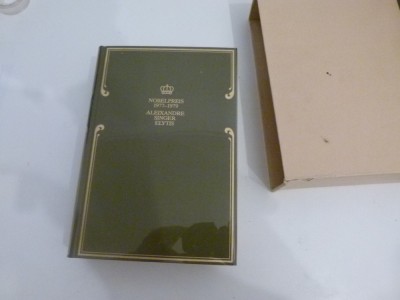 NOBELPREIS
1977-1979
ALEIXANDRE
SINGER
ELYTIS